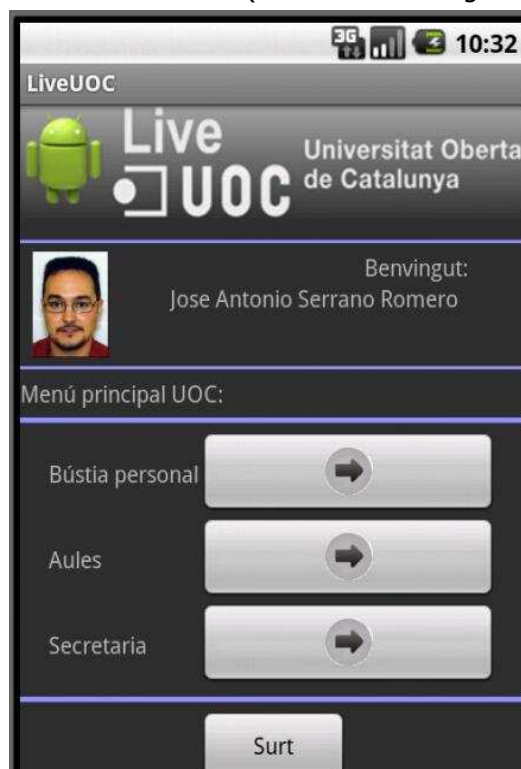 3G 10:32
LiveUOC
Live
UOC
Universitat Oberta
de Catalunya
Benvingut:
Jose Antonio Serrano Romero
Menú principal UOC:
Bústia personal
Aules
Secretaria
Surt